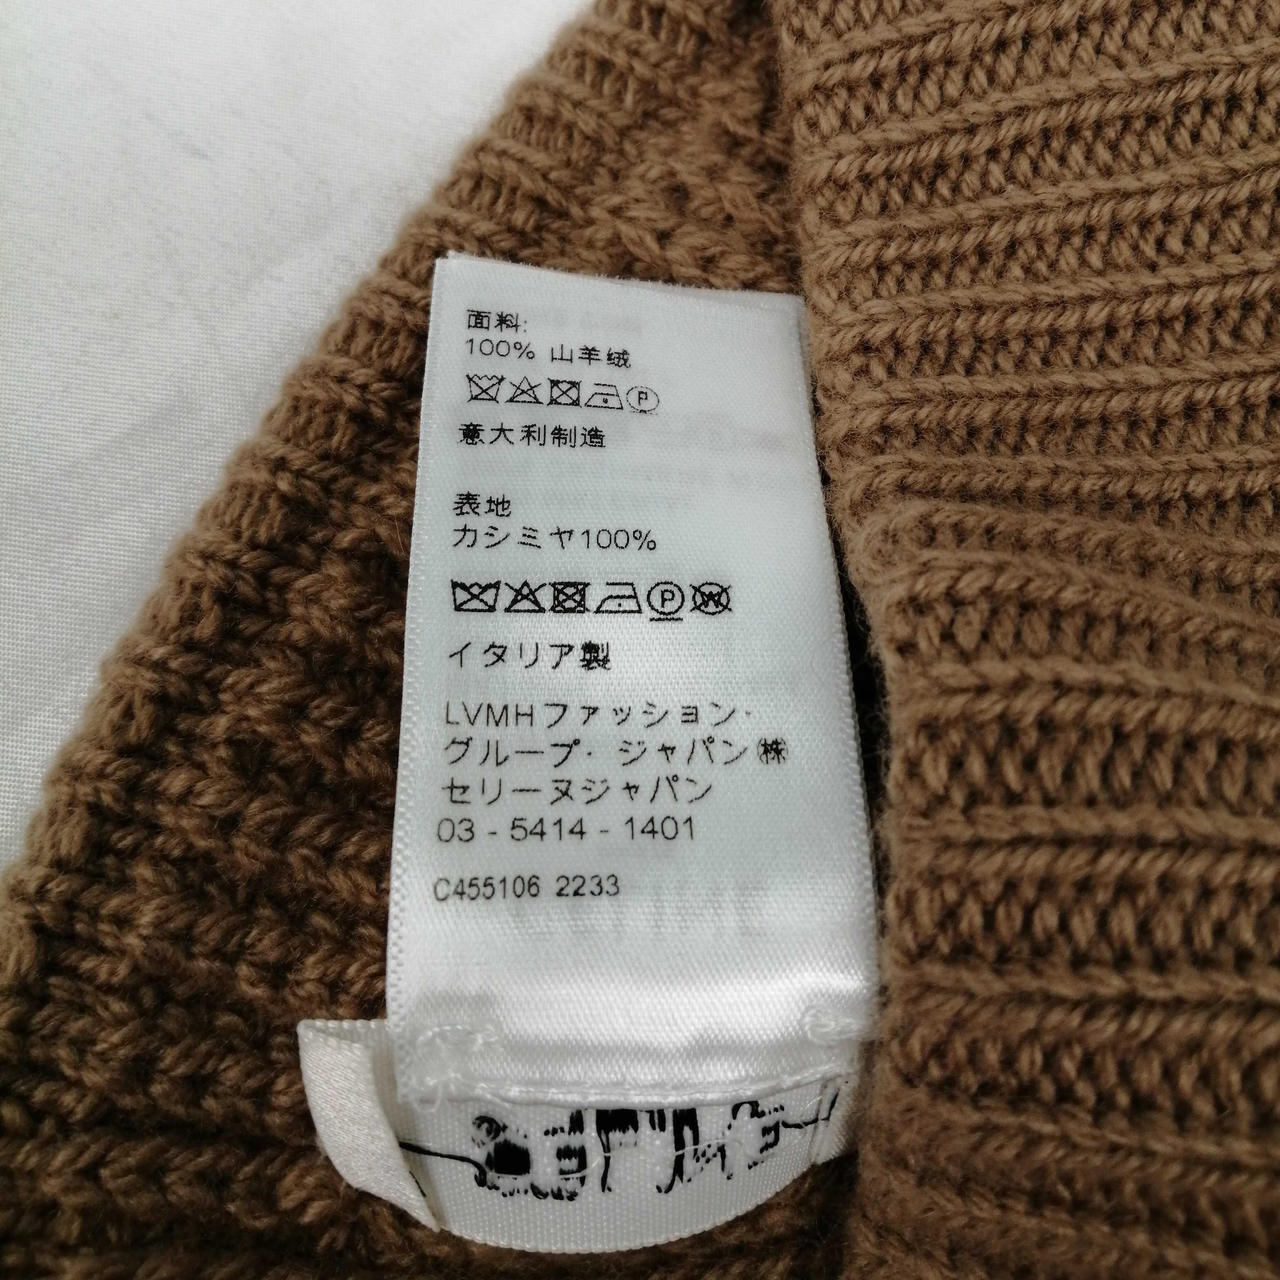 面料:
100% 山羊绒
P
意大利制造
表地
カシミヤ100%
P W
イタリア製
LVMHファッション・
グループ・ジャパン㈱
セリーヌジャパン
03 - 5414 - 1401
C455106 2233